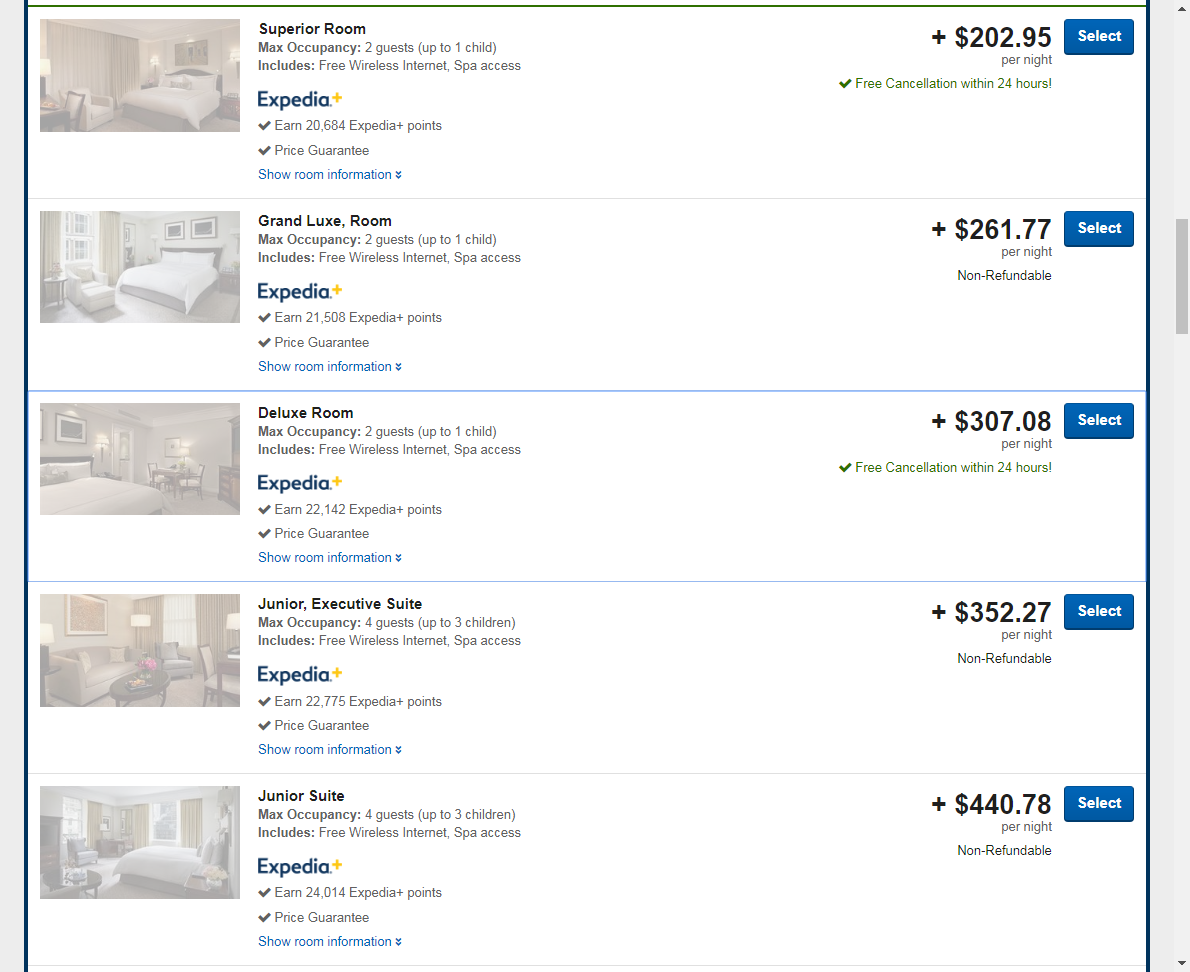 Superior Room
Max Occupancy: 2 guests (up to 1 child)
Includes: Free Wireless Internet, Spa access
Expedia+
Earn 20,684 Expedia+ points
Price Guarantee
Show room information
+ $202.95
per night
Free Cancellation within 24 hours!
Select
Grand Luxe, Room
Max Occupancy: 2 guests (up to 1 child)
Includes: Free Wireless Internet, Spa access
Expedia+
Earn 21,508 Expedia+ points
Price Guarantee
Show room information
+ $261.77
per night
Non-Refundable
Select
Deluxe Room
Max Occupancy: 2 guests (up to 1 child)
Includes: Free Wireless Internet, Spa access
Expedia+
Earn 22,142 Expedia+ points
Price Guarantee
Show room information
+ $307.08
per night
Free Cancellation within 24 hours!
Select
Junior, Executive Suite
Max Occupancy: 4 guests (up to 3 children)
Includes: Free Wireless Internet, Spa access
Expedia+
Earn 22,775 Expedia+ points
Price Guarantee
Show room information
+ $352.27
per night
Non-Refundable
Select
Junior Suite
Max Occupancy: 4 guests (up to 3 children)
Includes: Free Wireless Internet, Spa access
Expedia+
Earn 24,014 Expedia+ points
Price Guarantee
Show room information
+ $440.78
per night
Non-Refundable
Select